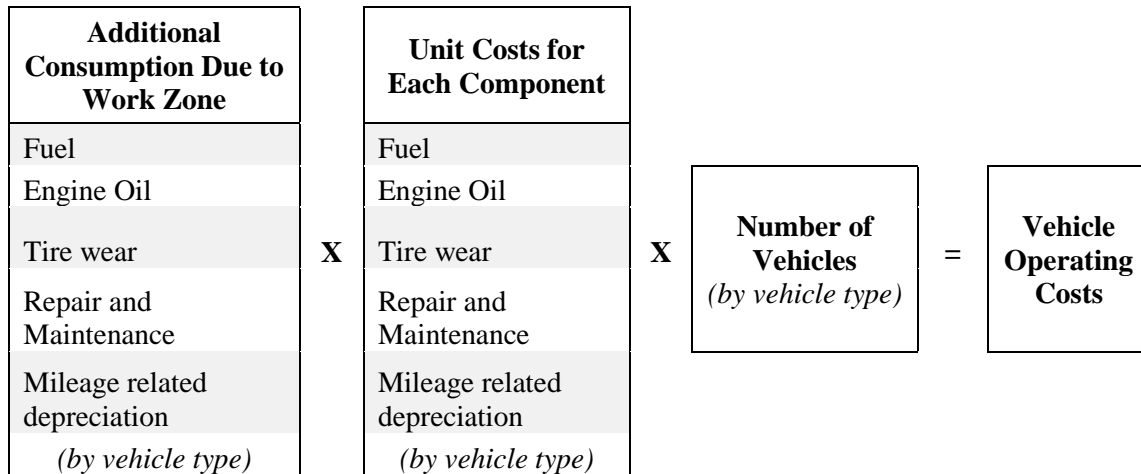 Additional
Consumption Due to
Work Zone
Fuel
Engine Oil
Tire wear
Repair and
Maintenance
Mileage related
depreciation
(by vehicle type)
X
Unit Costs for
Each Component
Fuel
Engine Oil
Tire wear
Repair and
Maintenance
Mileage related
depreciation
(by vehicle type)
X
Number of
Vehicles
(by vehicle type)
=
Vehicle
Operating
Costs